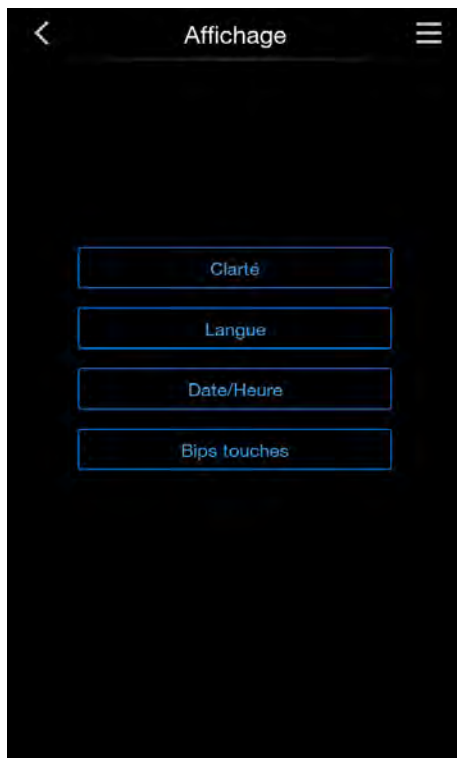 Affichage
Clarté
Langue
Date/Heure
Bips touches